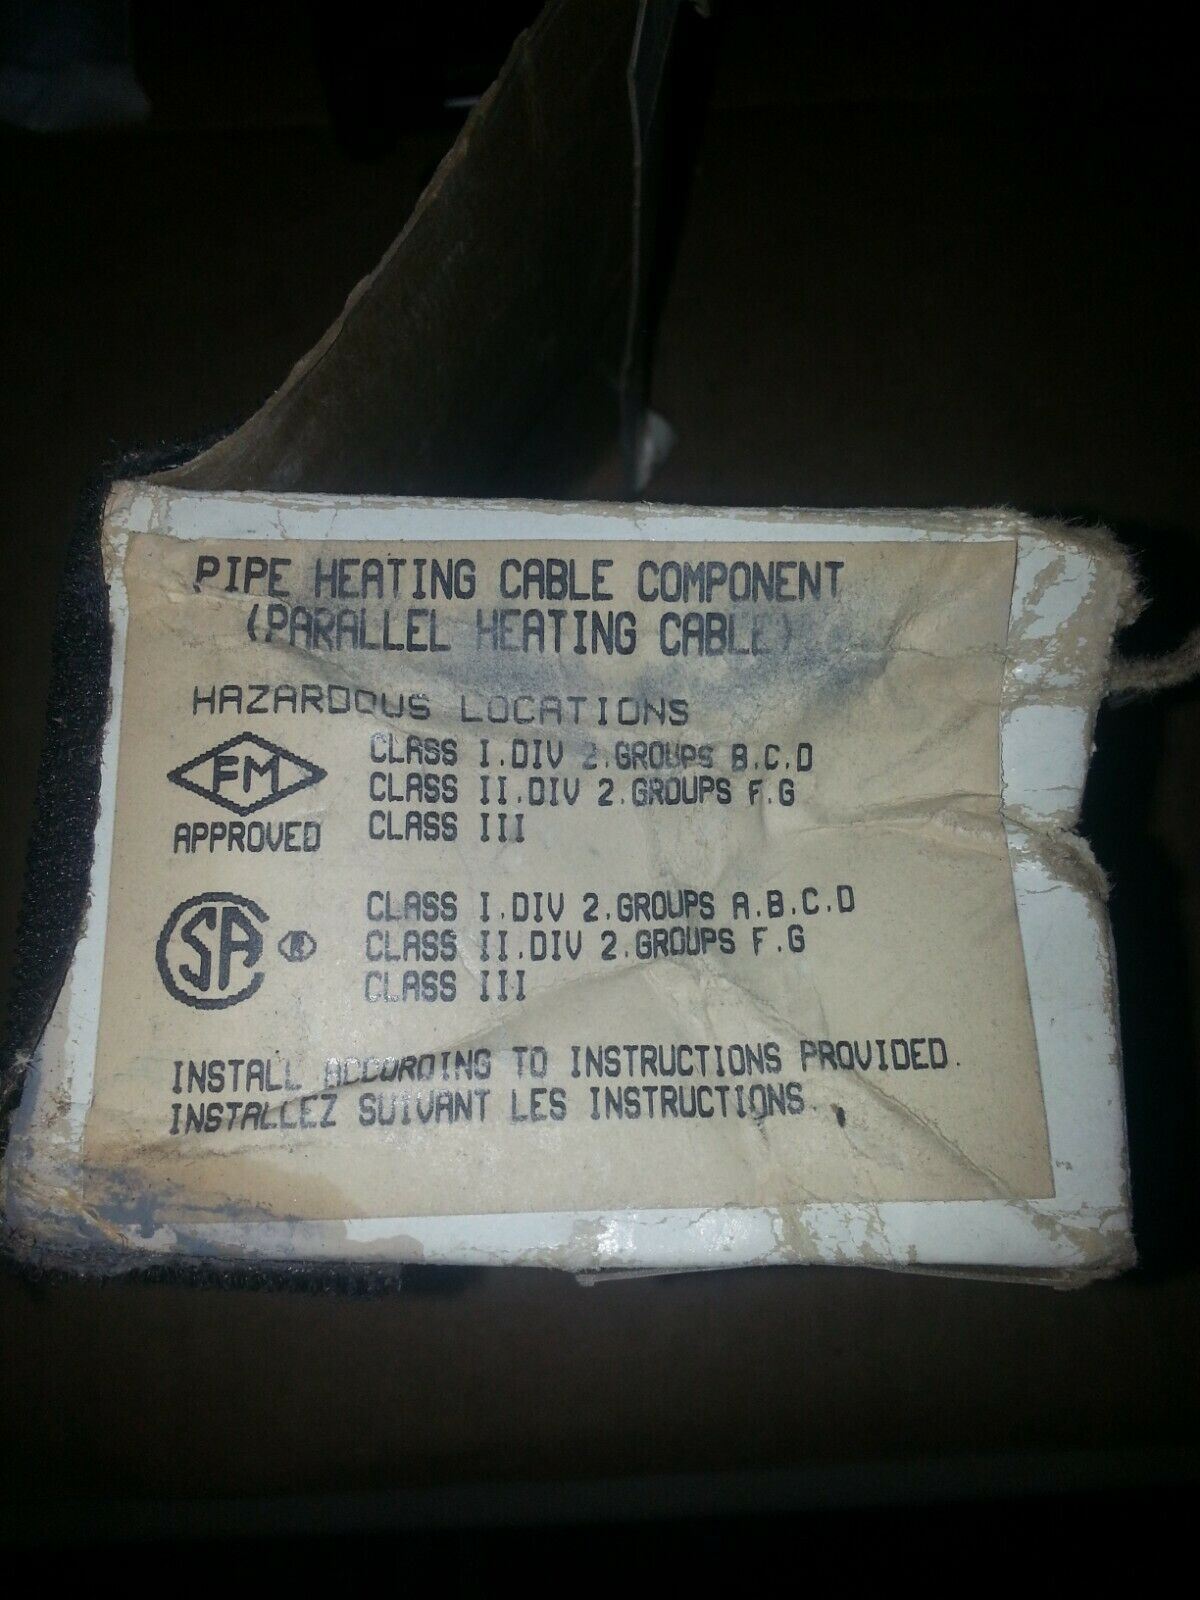 PIPE HEATING CABLE COMPONENT
(PARALLEL HEATING CABLE)
HAZARDOUS LOCATIONS
FM
APPROVED
CLASS I.DIV 2.GROUPS B.C.D
CLASS II.DIV 2.GROUPS F.G
CLASS III
SA
CLASS I.DIV 2.GROUPS A.B.C.D
CLASS II.DIV 2.GROUPS F.G
CLASS III
INSTALL ACCORDING TO INSTRUCTIONS PROVIDED.
INSTALLEZ SUIVANT LES INSTRUCTIONS.